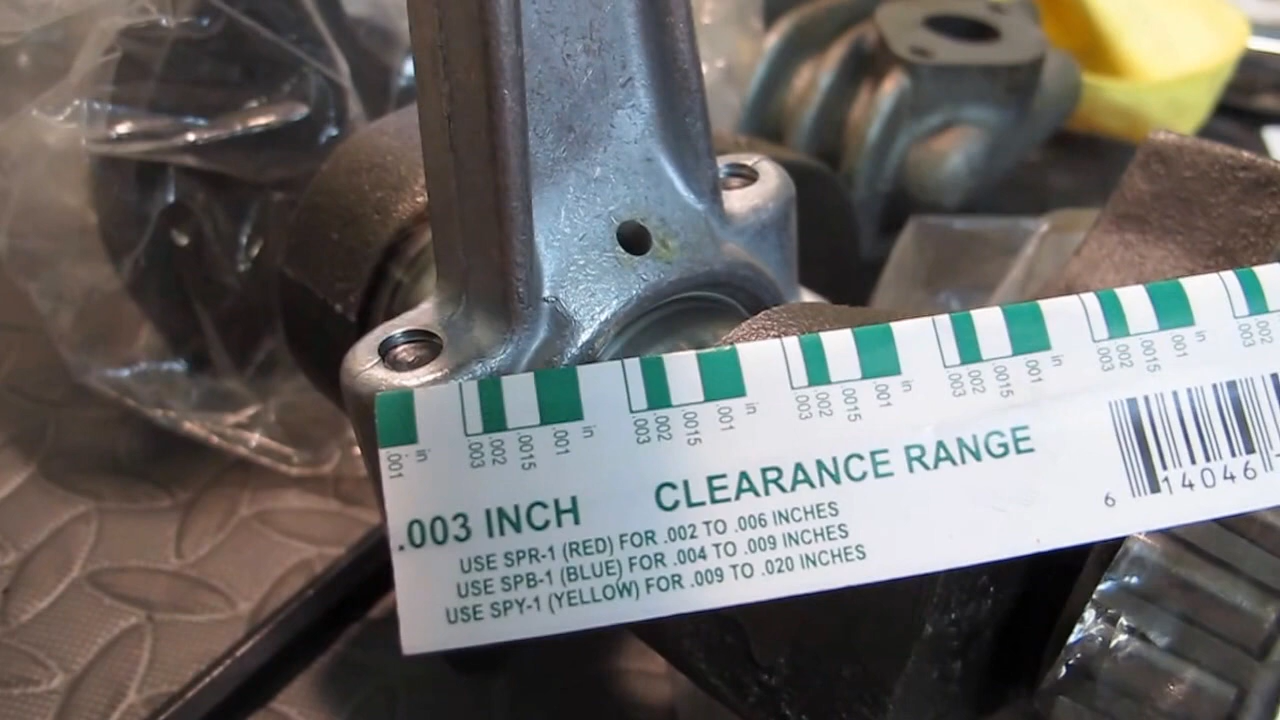 in
.001
in
.001
.0015
.002
.003
in
.001
.0015
.002
.003
in
.001
.0015
.002
.003
in
.001
.0015
.002
.003
in
.001
.0015
.002
.003
.002
.003
.003 INCH CLEARANCE RANGE
USE SPR-1 (RED) FOR .002 TO .006 INCHES
USE SPB-1 (BLUE) FOR .004 TO .009 INCHES
USE SPY-1 (YELLOW) FOR .009 TO .020 INCHES
6 14046